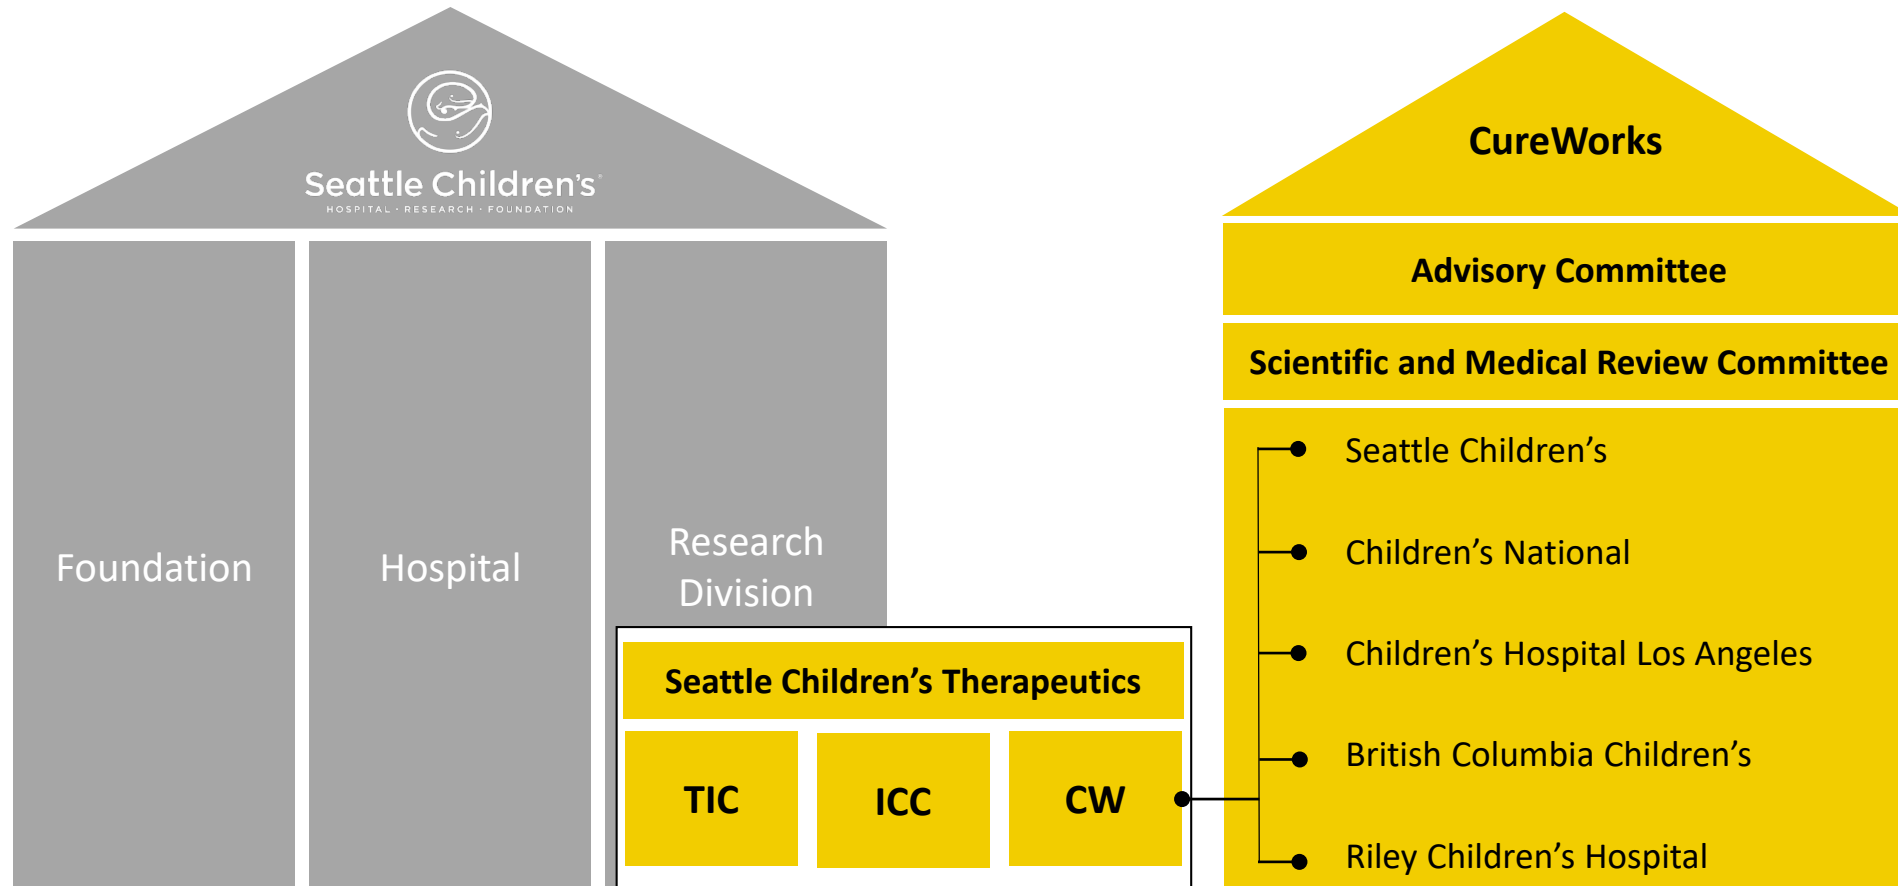 Seattle Children's
HOSPITAL · RESEARCH · FOUNDATION
Foundation
Hospital
Research
Division
Seattle Children’s Therapeutics
TIC
ICC
CW
CureWorks
Advisory Committee
Scientific and Medical Review Committee
Seattle Children’s
Children’s National
Children’s Hospital Los Angeles
British Columbia Children’s
Riley Children’s Hospital